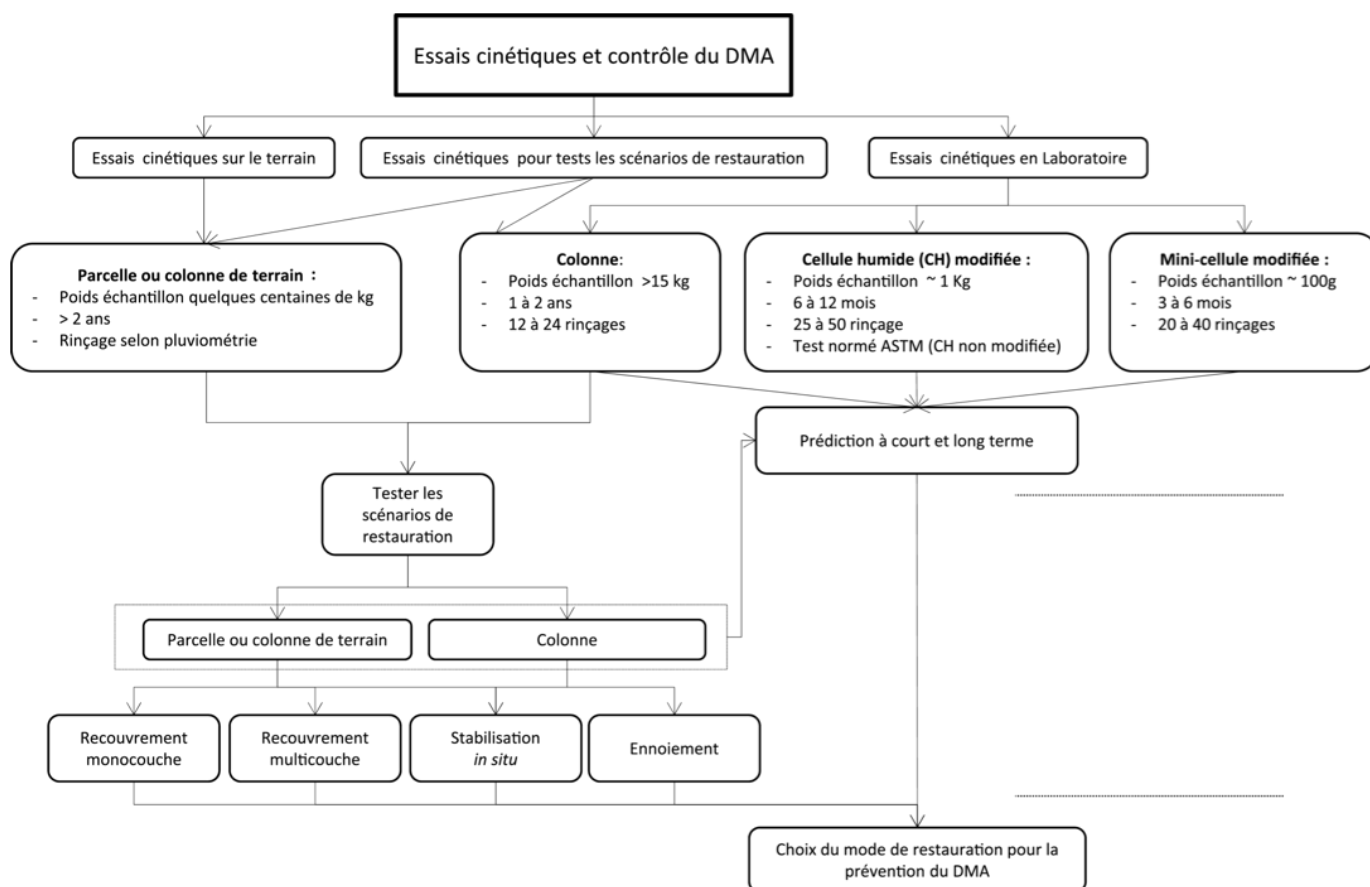 Essais cinétiques et contrôle du DMA
Essais cinétiques sur le terrain
Essais cinétiques pour tests les scénarios de restauration
Essais cinétiques en Laboratoire
Parcelle ou colonne de terrain :
- Poids échantillon quelques centaines de kg
- > 2 ans
- Rinçage selon pluviométrie
Colonne:
- Poids échantillon >15 kg
- 1 à 2 ans
- 12 à 24 rinçages
Cellule humide (CH) modifiée :
- Poids échantillon ~ 1 Kg
- 6 à 12 mois
- 25 à 50 rinçage
- Test normé ASTM (CH non modifiée)
Mini-cellule modifiée :
- Poids échantillon ~ 100g
- 3 à 6 mois
- 20 à 40 rinçages
Prédiction à court et long terme
Tester les
scénarios de
restauration
Parcelle ou colonne de terrain
Colonne
Recouvrement
monocouche
Recouvrement
multicouche
Stabilisation
in situ
Ennoiement
Choix du mode de restauration pour la
prévention du DMA